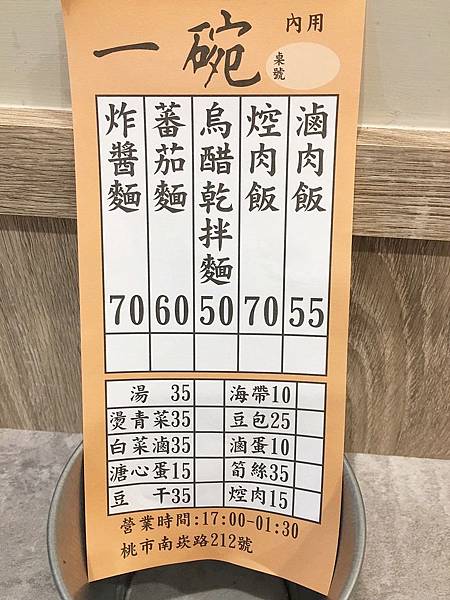 一碗
內用
桌號
滷肉飯 55
焢肉飯 70
烏醋乾拌麵 50
蕃茄麵 60
炸醬麵 70
湯 35
燙青菜35
白菜滷35
溏心蛋15
豆干35
海帶10
豆包25
滷蛋10
筍絲35
焢肉15
營業時間:17:00-01:30
桃市南崁路212號